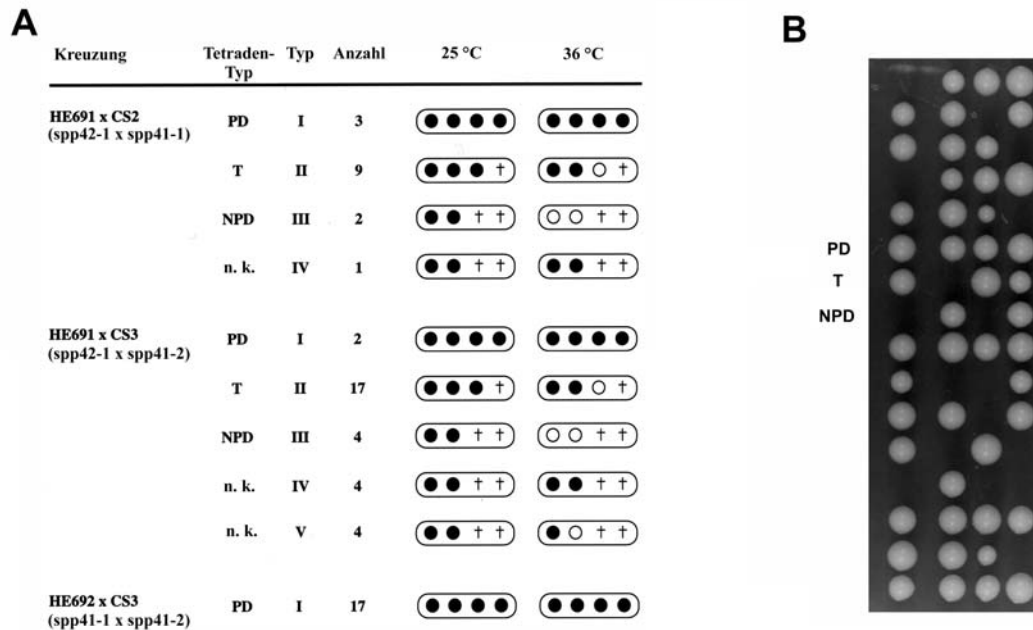 A
B
Kreuzung Tetraden-Typ Typ Anzahl 25 °C 36 °C
HE691 x CS2 PD I 3
(spp42-1 x spp41-1)
T II 9 † †
NPD III 2 † † † †
n. k. IV 1 † † † †
HE691 x CS3 PD I 2
(spp42-1 x spp41-2)
T II 17 † †
NPD III 4 † † † †
n. k. IV 4 † † † †
n. k. V 4 † † † †
HE692 x CS3 PD I 17
(spp41-1 x spp41-2)
PD
T
NPD